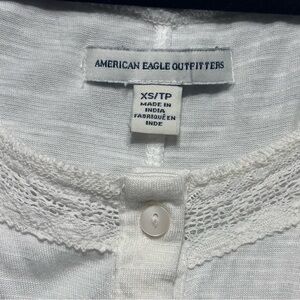 AMERICAN EAGLE OUTFITTERS
XS/TP
MADE IN
INDIA
FABRIQUÉ EN
INDE